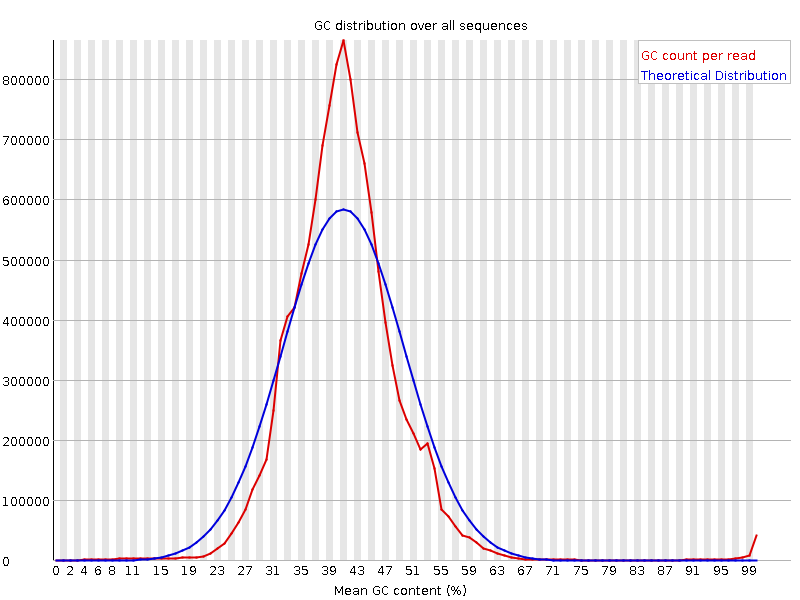 GC distribution over all sequences
GC count per read
Theoretical Distribution
800000
700000
600000
500000
400000
300000
200000
100000
0
0 2 4 6 8 11 15 19 23 27 31 35 39 43 47 51 55 59 63 67 71 75 79 83 87 91 95 99
Mean GC content (%)